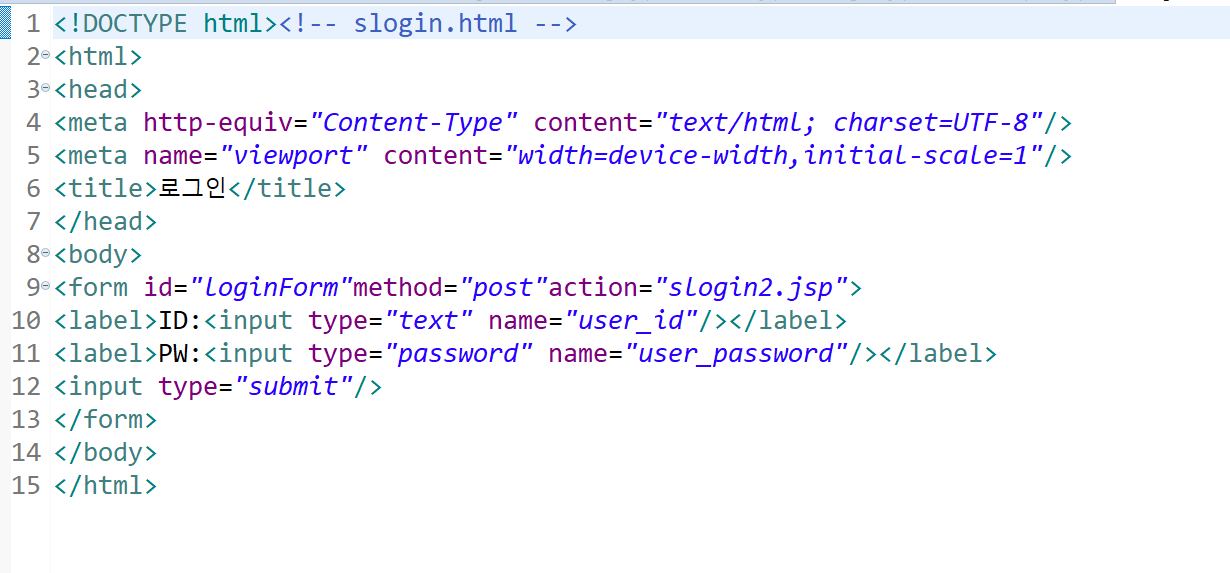 1 <!DOCTYPE html><!-- slogin.html -->
2 <html>
3 <head>
4 <meta http-equiv="Content-Type" content="text/html; charset=UTF-8"/>
5 <meta name="viewport" content="width=device-width,initial-scale=1"/>
6 <title>로그인</title>
7 </head>
8 <body>
9 <form id="loginForm"method="post"action="slogin2.jsp">
10 <label>ID:<input type="text" name="user_id"/></label>
11 <label>PW:<input type="password" name="user_password"/></label>
12 <input type="submit"/>
13 </form>
14 </body>
15 </html>